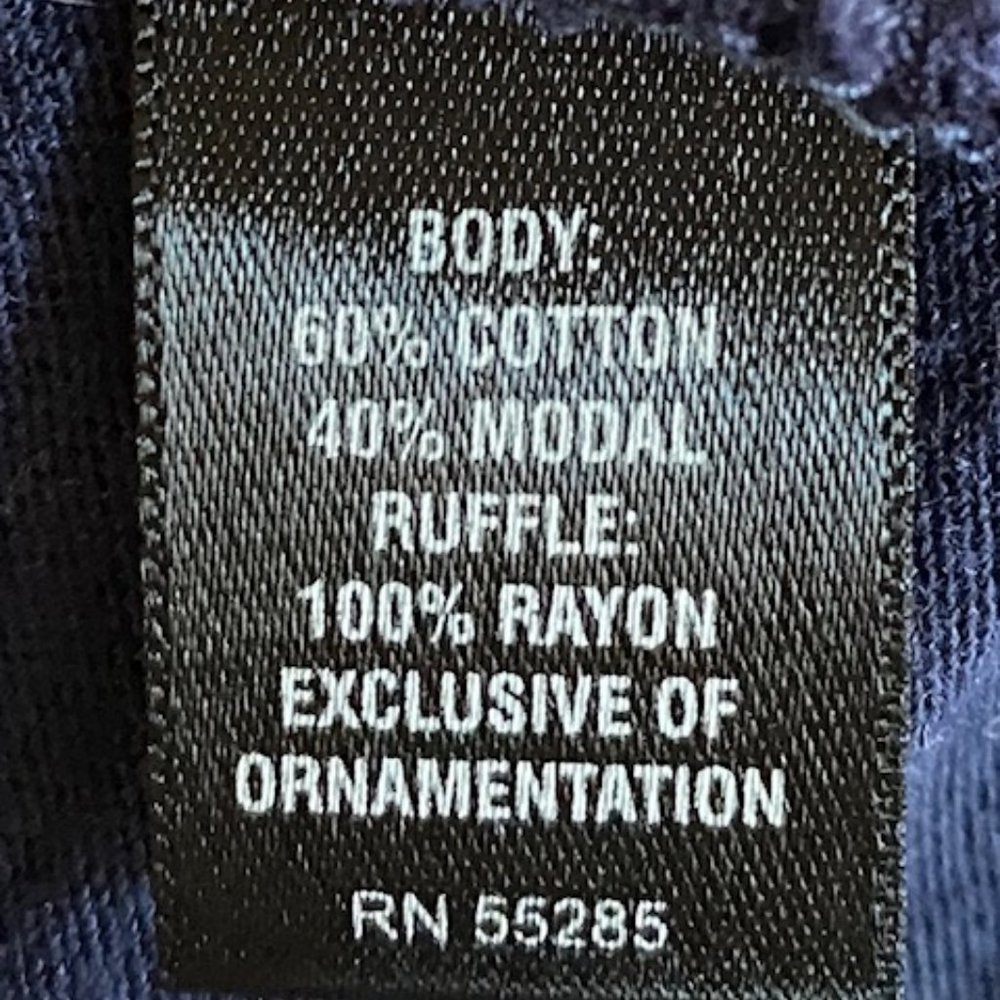 BODY:
60% COTTON
40% MODAL
RUFFLE:
100% RAYON
EXCLUSIVE OF
ORNAMENTATION
RN 55285